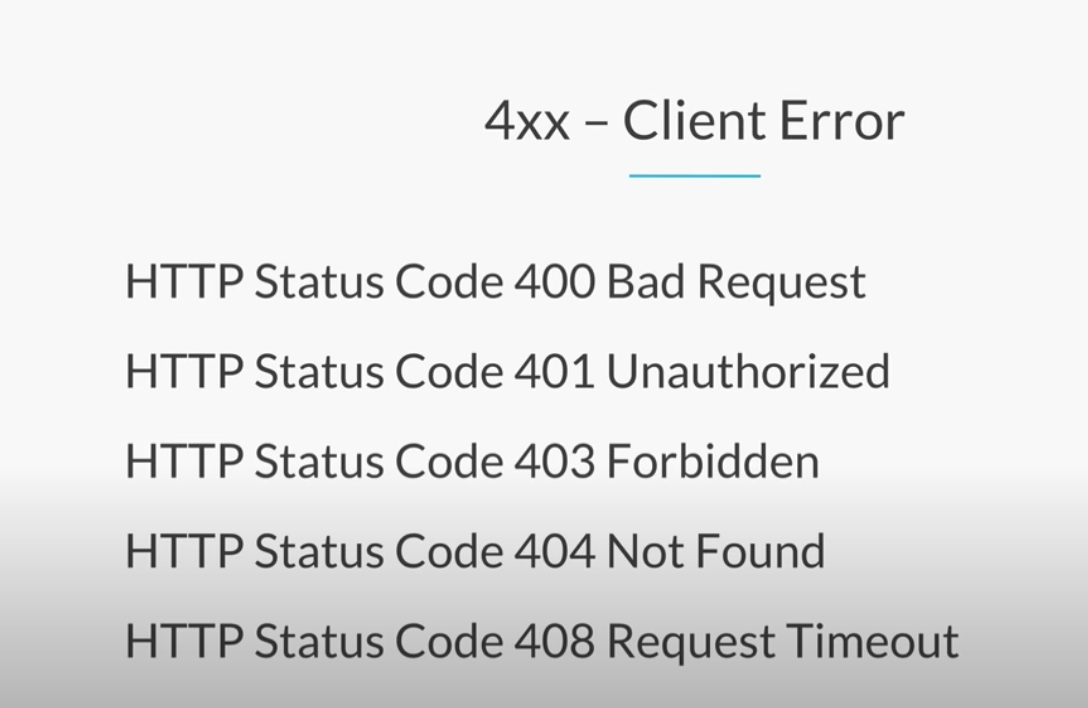 4xx – Client Error
HTTP Status Code 400 Bad Request
HTTP Status Code 401 Unauthorized
HTTP Status Code 403 Forbidden
HTTP Status Code 404 Not Found
HTTP Status Code 408 Request Timeout